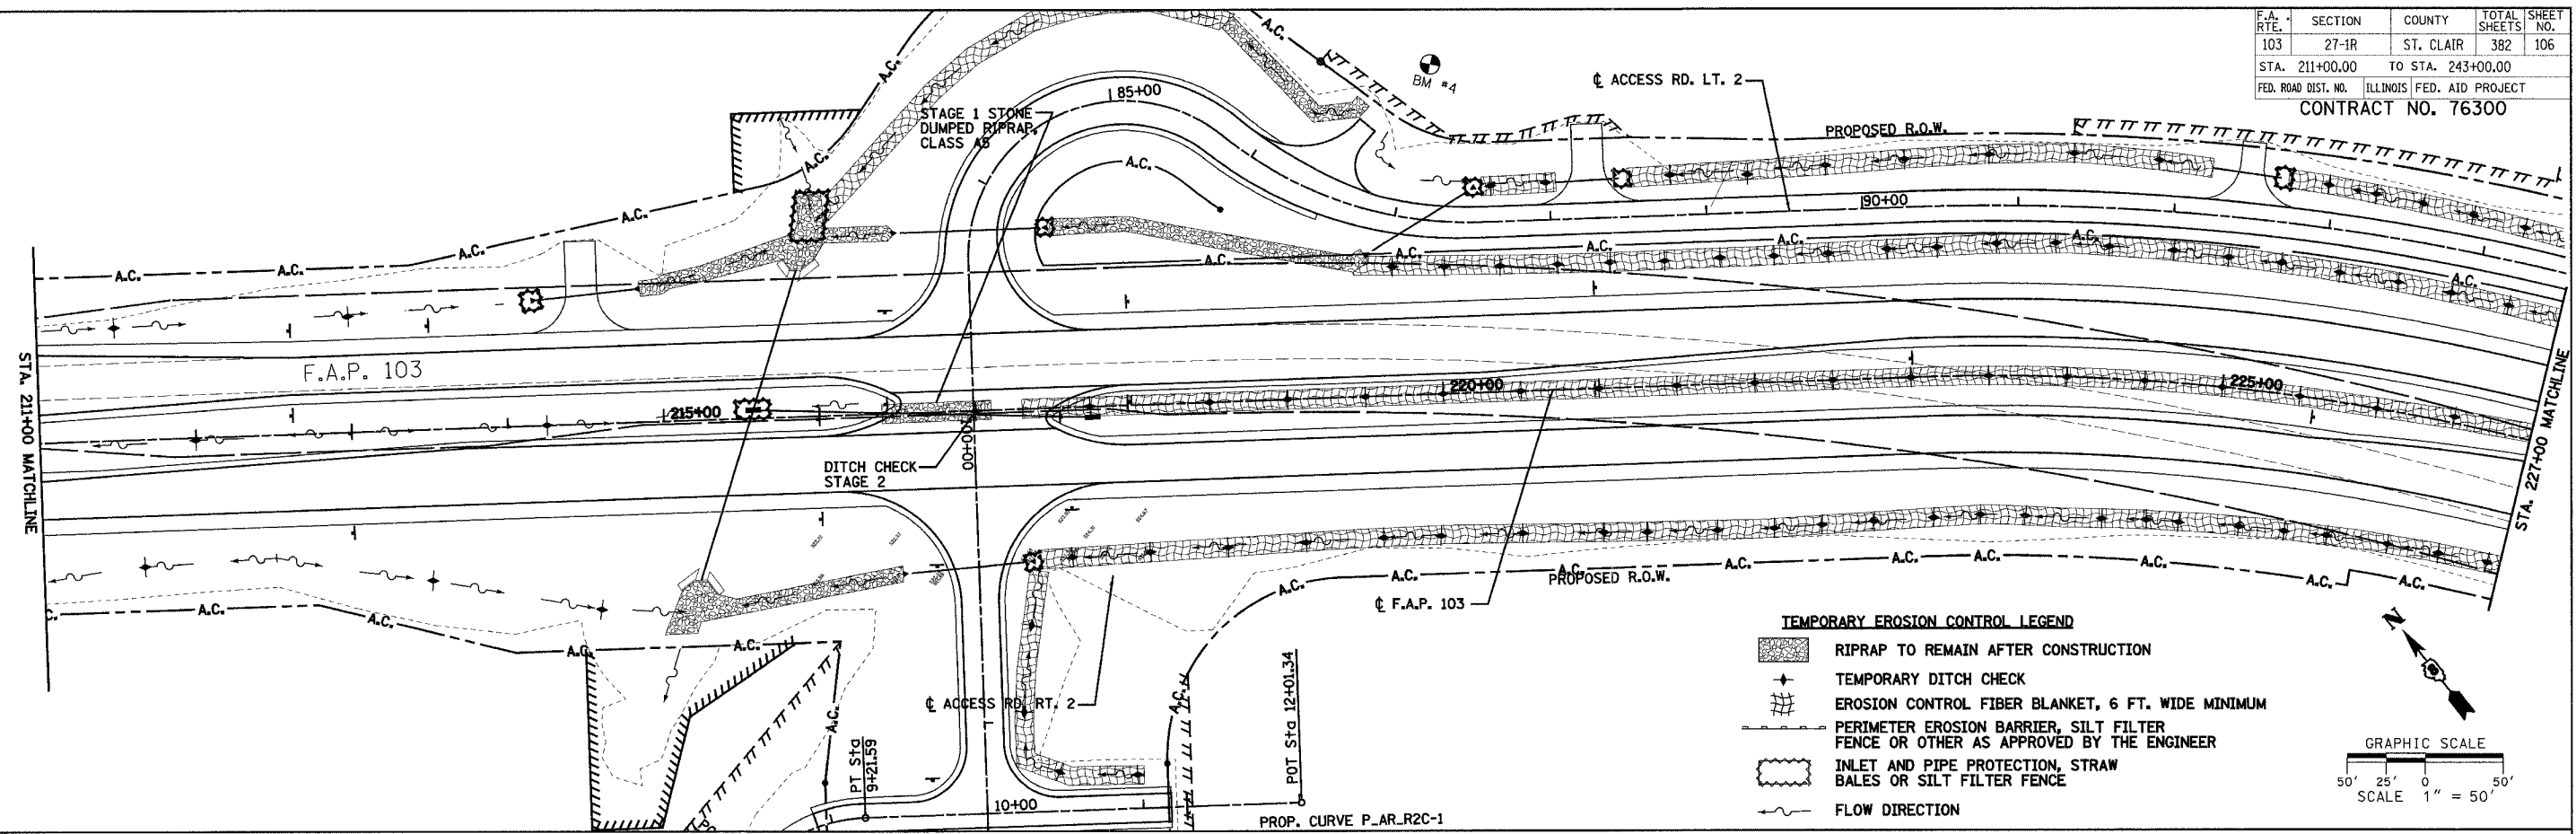 F.A. RTE. SECTION COUNTY TOTAL SHEETS SHEET NO.
103 27-1R ST. CLAIR 382 106
STA. 211+00.00 TO STA. 243+00.00
FED. ROAD DIST. NO. ILLINOIS FED. AID PROJECT
CONTRACT NO. 76300
A.C.
A.C.
BM #4
℄ ACCESS RD. LT. 2
85+00
STAGE 1 STONE
DUMPED RIPRAP,
CLASS A5
PROPOSED R.O.W.
A.C.
A.C.
A.C.
90+00
A.C.
A.C.
A.C.
A.C.
A.C.
A.C.
A.C.
A.C.
A.C.
A.C.
A.C.
F.A.P. 103
STA. 211+00 MATCHLINE
215+00
220+00
225+00
STA. 227+00 MATCHLINE
00+00
DITCH CHECK
STAGE 2
A.C.
A.C.
A.C.
A.C.
A.C.
A.C.
PROPOSED R.O.W.
A.C.
A.C.
A.C.
A.C.
A.C.
A.C.
C.
A.C.
A.C.
A.C.
A.C.
℄ F.A.P. 103
℄ ACCESS RD. RT. 2
A.C.
A.C.
PT Sta
9+21.59
10+00
POT Sta 12+01.34
PROP. CURVE P_AR_R2C-1
TEMPORARY EROSION CONTROL LEGEND
RIPRAP TO REMAIN AFTER CONSTRUCTION
TEMPORARY DITCH CHECK
EROSION CONTROL FIBER BLANKET, 6 FT. WIDE MINIMUM
PERIMETER EROSION BARRIER, SILT FILTER
FENCE OR OTHER AS APPROVED BY THE ENGINEER
INLET AND PIPE PROTECTION, STRAW
BALES OR SILT FILTER FENCE
FLOW DIRECTION
N
GRAPHIC SCALE
50' 25' 0 50'
SCALE 1" = 50'